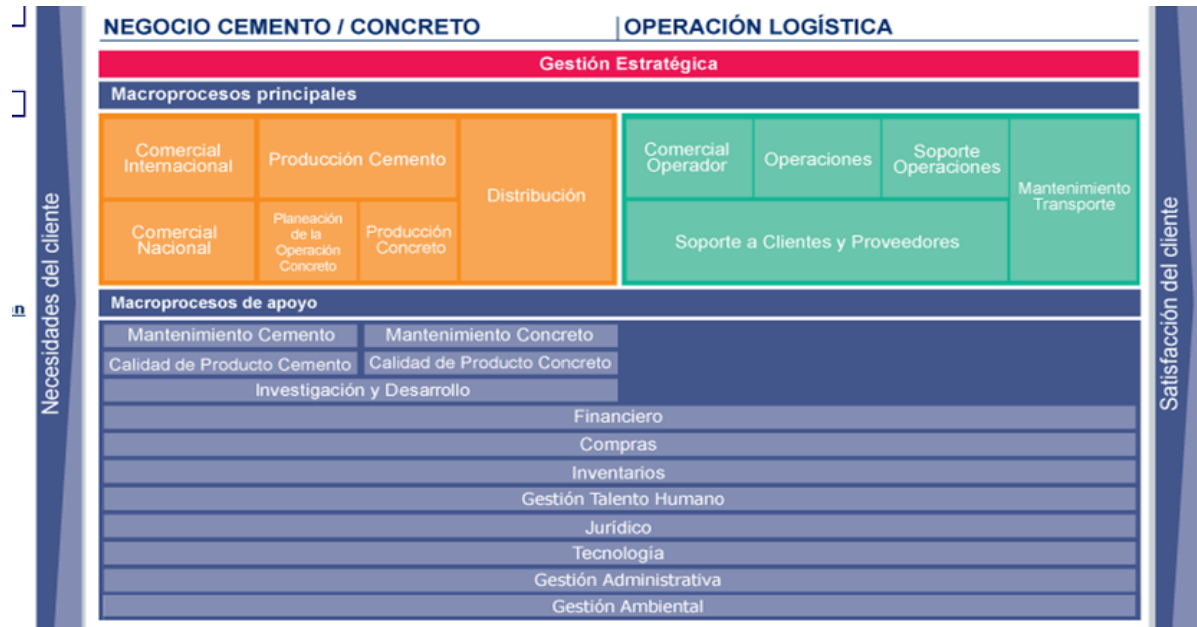 NEGOCIO CEMENTO / CONCRETO
OPERACIÓN LOGÍSTICA
Gestión Estratégica
Macroprocesos principales
Comercial
Internacional
Producción Cemento
Distribución
Comercial
Nacional
Planeación
de la
Operación
Concreto
Producción
Concreto
Comercial
Operador
Operaciones
Soporte
Operaciones
Mantenimiento
Transporte
Soporte a Clientes y Proveedores
Macroprocesos de apoyo
Mantenimiento Cemento
Mantenimiento Concreto
Calidad de Producto Cemento
Calidad de Producto Concreto
Investigación y Desarrollo
Financiero
Compras
Inventarios
Gestión Talento Humano
Jurídico
Tecnología
Gestión Administrativa
Gestión Ambiental
Necesidades del cliente
Satisfacción del cliente